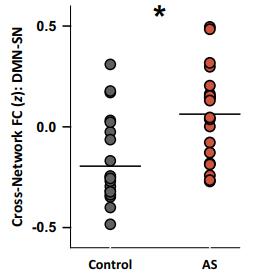 *
Cross-Network FC (z): DMN-SN
0.5
0.0
-0.5
Control AS